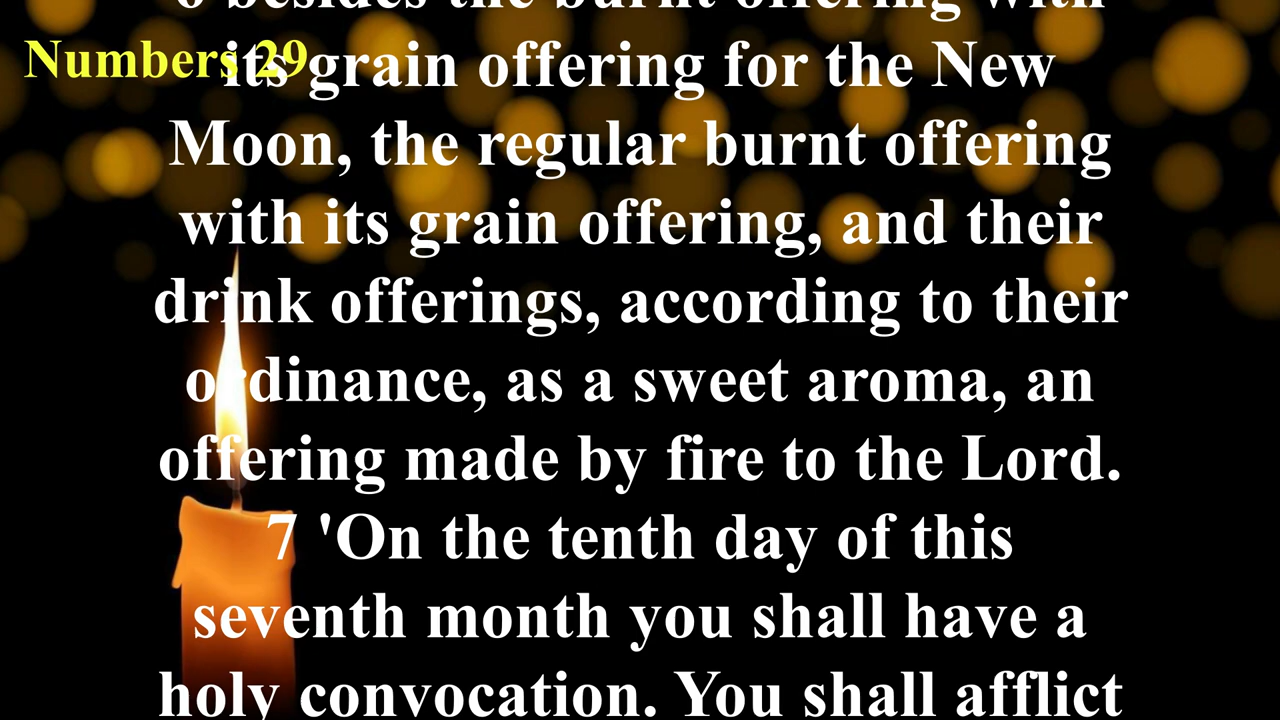 6 besides the burnt offering with
Numbers 29
its grain offering for the New
Moon, the regular burnt offering
with its grain offering, and their
drink offerings, according to their
ordinance, as a sweet aroma, an
offering made by fire to the Lord.
7 'On the tenth day of this
seventh month you shall have a
holy convocation. You shall afflict